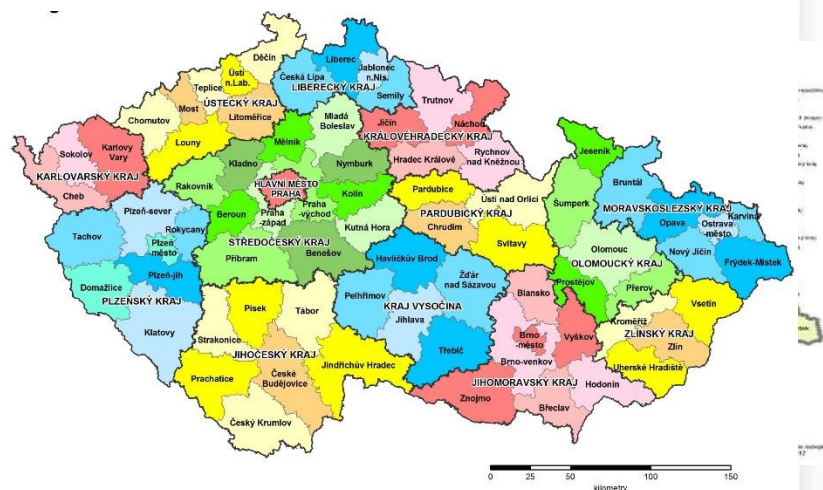 Děčín
Liberec
Ústí
n.Lab.
Jablonec
n.Nis.
Teplice
Česká Lípa
LIBERECKÝ KRAJ
Most
ÚSTECKÝ KRAJ
Semily
Trutnov
Chomutov
Litoměřice
Mladá
Boleslav
Jičín
Náchod
KRÁLOVÉHRADECKÝ KRAJ
Louny
Mělník
Sokolov
Karlovy
Vary
Kladno
Nymburk
Hradec Králové
Rychnov
nad Kněžnou
Jeseník
KARLOVARSKÝ KRAJ
Rakovník
HLAVNÍ MĚSTO
PRAHA
Kolín
Pardubice
Bruntál
Cheb
Plzeň-sever
Beroun
Praha-
západ
Praha
-východ
Ústí nad Orlicí
Šumperk
MORAVSKOSLEZSKÝ KRAJ
PARDUBICKÝ KRAJ
Chrudim
Opava
Ostrava-
město
Karviná
Rokycany
Kutná Hora
Tachov
Plzeň
město
STŘEDOČESKÝ KRAJ
Svitavy
Olomouc
OLOMOUCKÝ KRAJ
Nový Jičín
Frýdek-Místek
Příbram
Benešov
Havlíčkův Brod
Plzeň-jih
Žďár
nad Sázavou
Prostějov
Přerov
Domažlice
PLZEŇSKÝ KRAJ
Pelhřimov
KRAJ VYSOČINA
Blansko
Vsetín
Klatovy
Písek
Tábor
Jihlava
Kroměříž
ZLÍNSKÝ KRAJ
Strakonice
JIHOČESKÝ KRAJ
Brno
-město
Vyškov
Zlín
Třebíč
Brno-venkov
Prachatice
České
Budějovice
Jindřichův Hradec
Uherské Hradiště
JIHOMORAVSKÝ KRAJ
Hodonín
Znojmo
Břeclav
Český Krumlov
0
25
50
100
150
kilometry